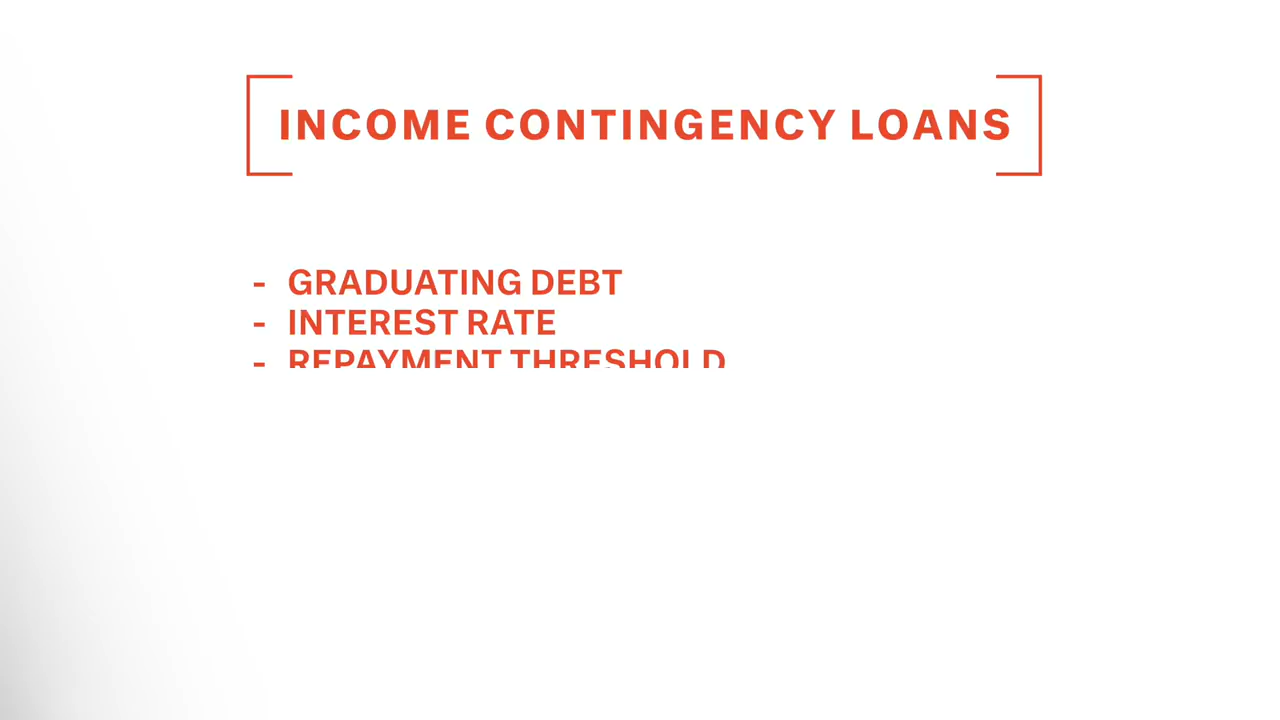 INCOME CONTINGENCY LOANS
- GRADUATING DEBT
- INTEREST RATE
- REPAYMENT THRESHOLD